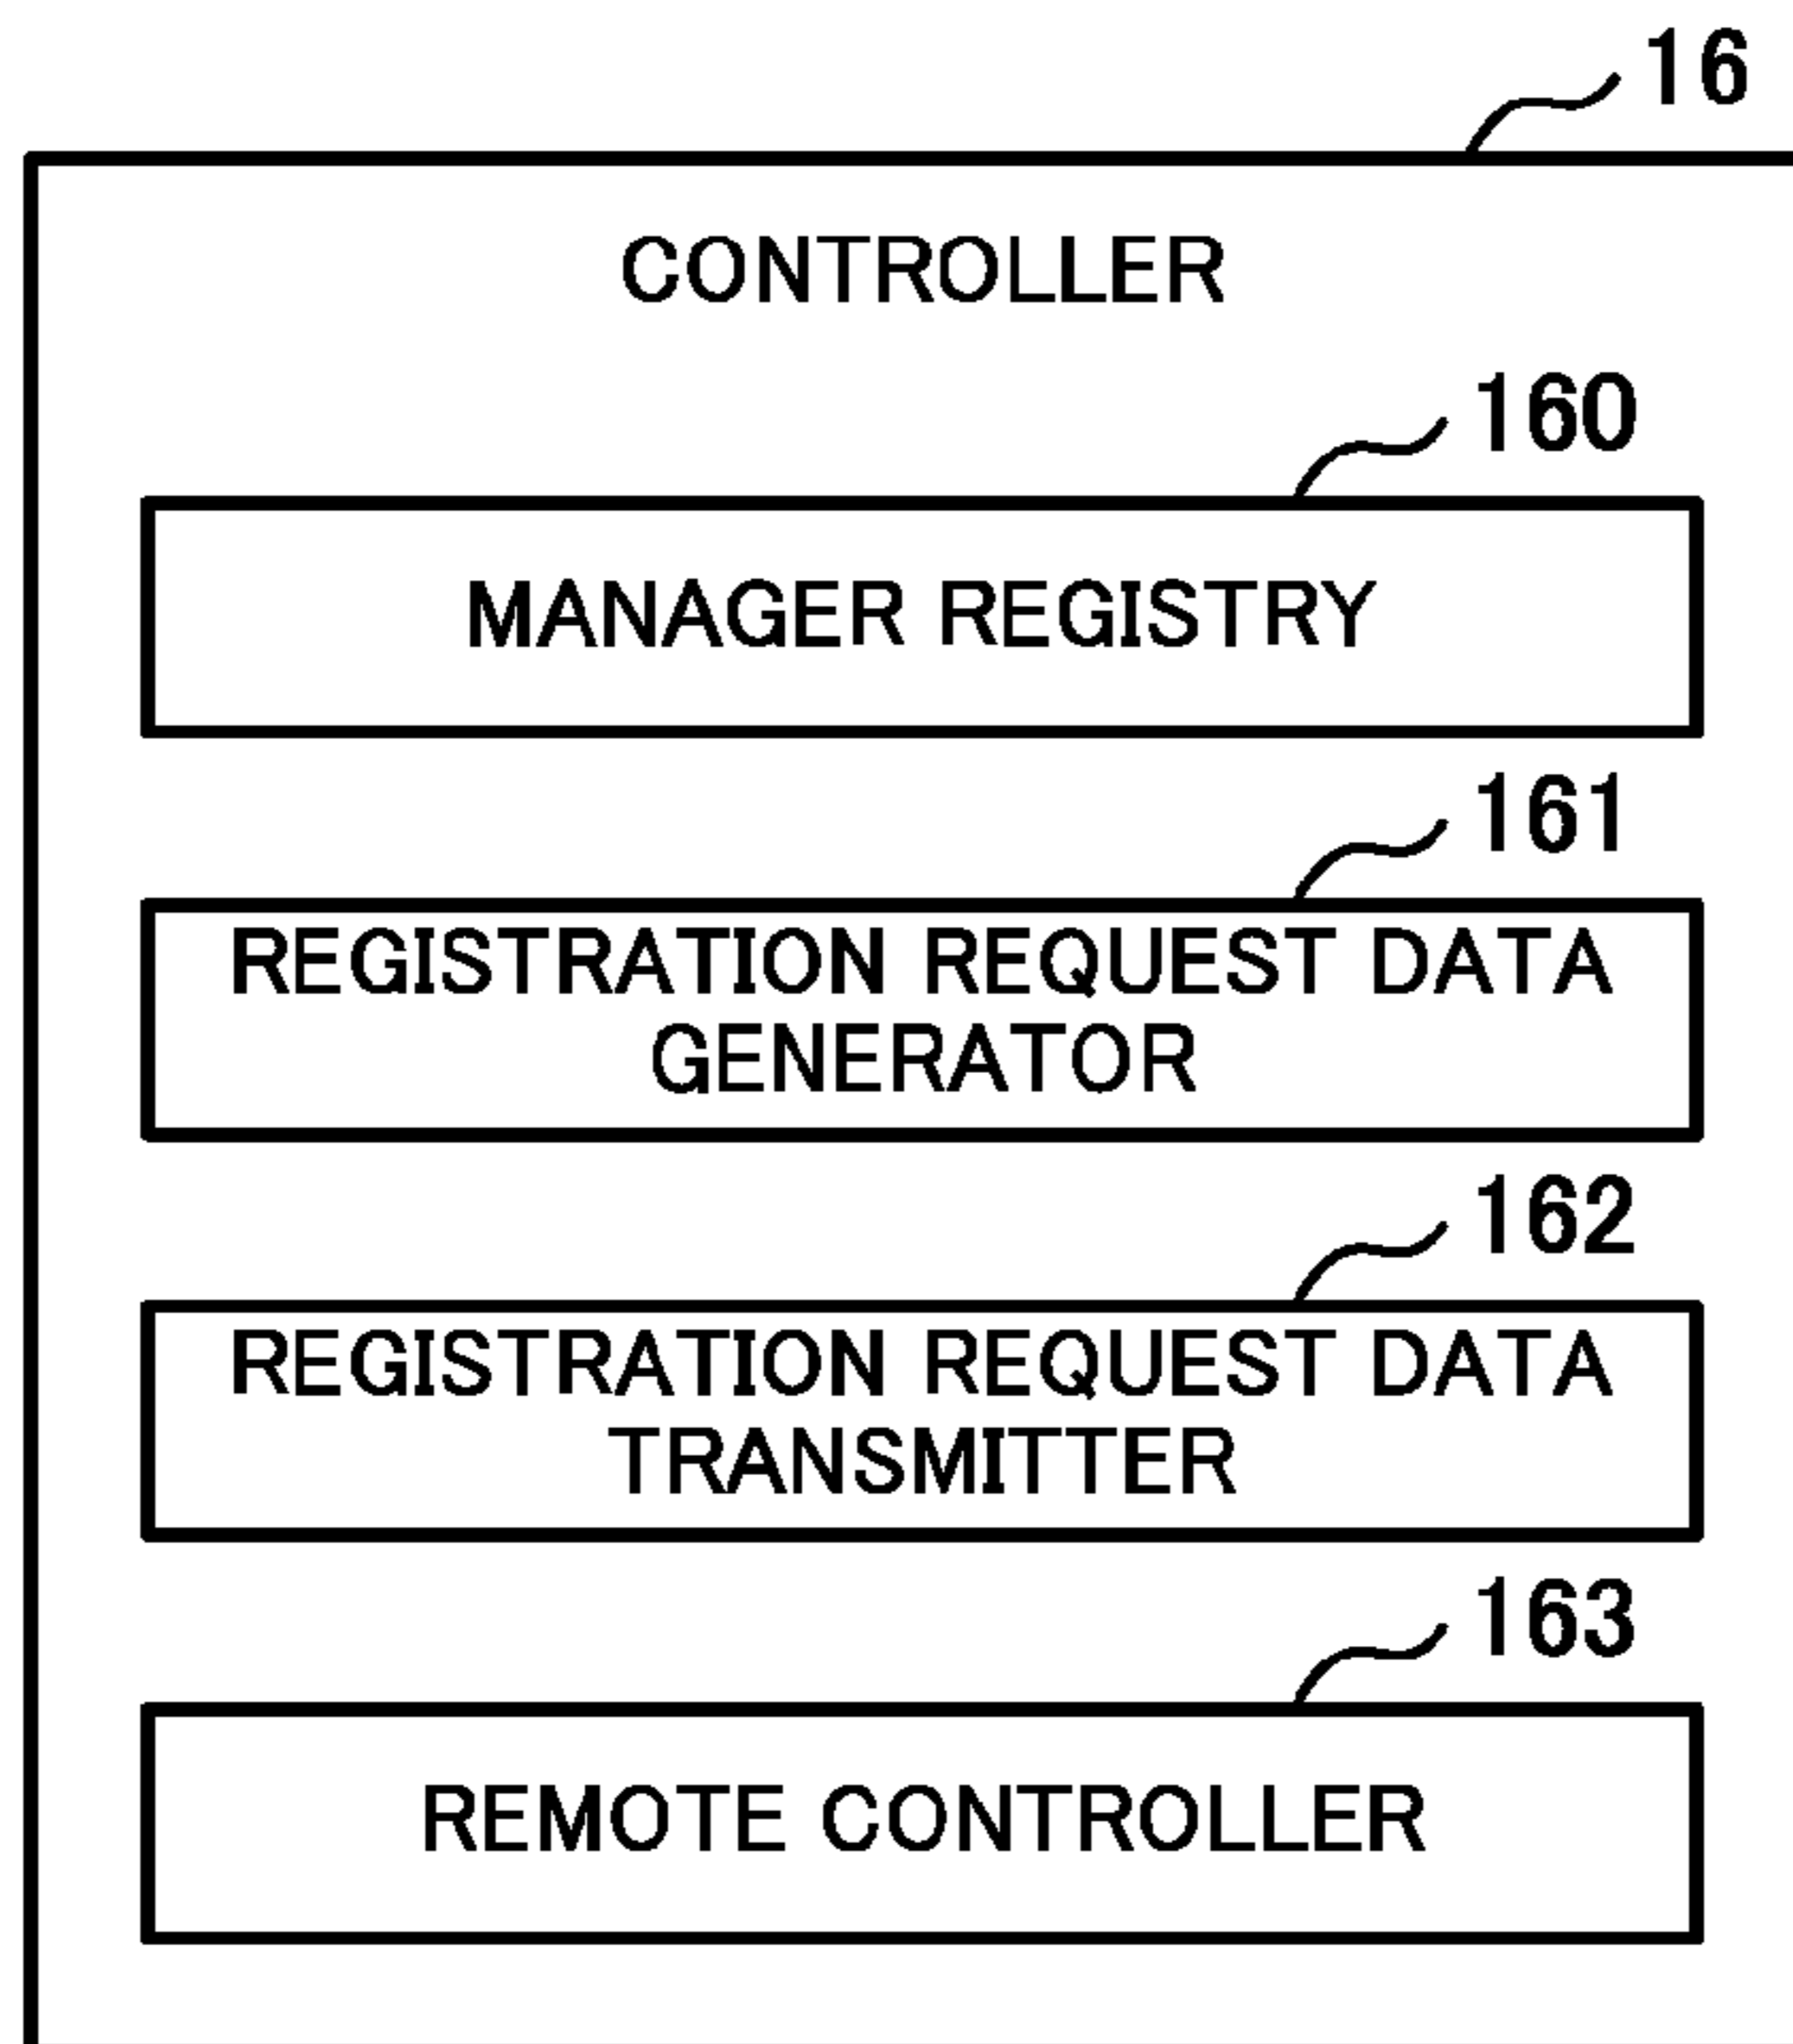 16
CONTROLLER
160
MANAGER REGISTRY
161
REGISTRATION REQUEST DATA
GENERATOR
162
REGISTRATION REQUEST DATA
TRANSMITTER
163
REMOTE CONTROLLER